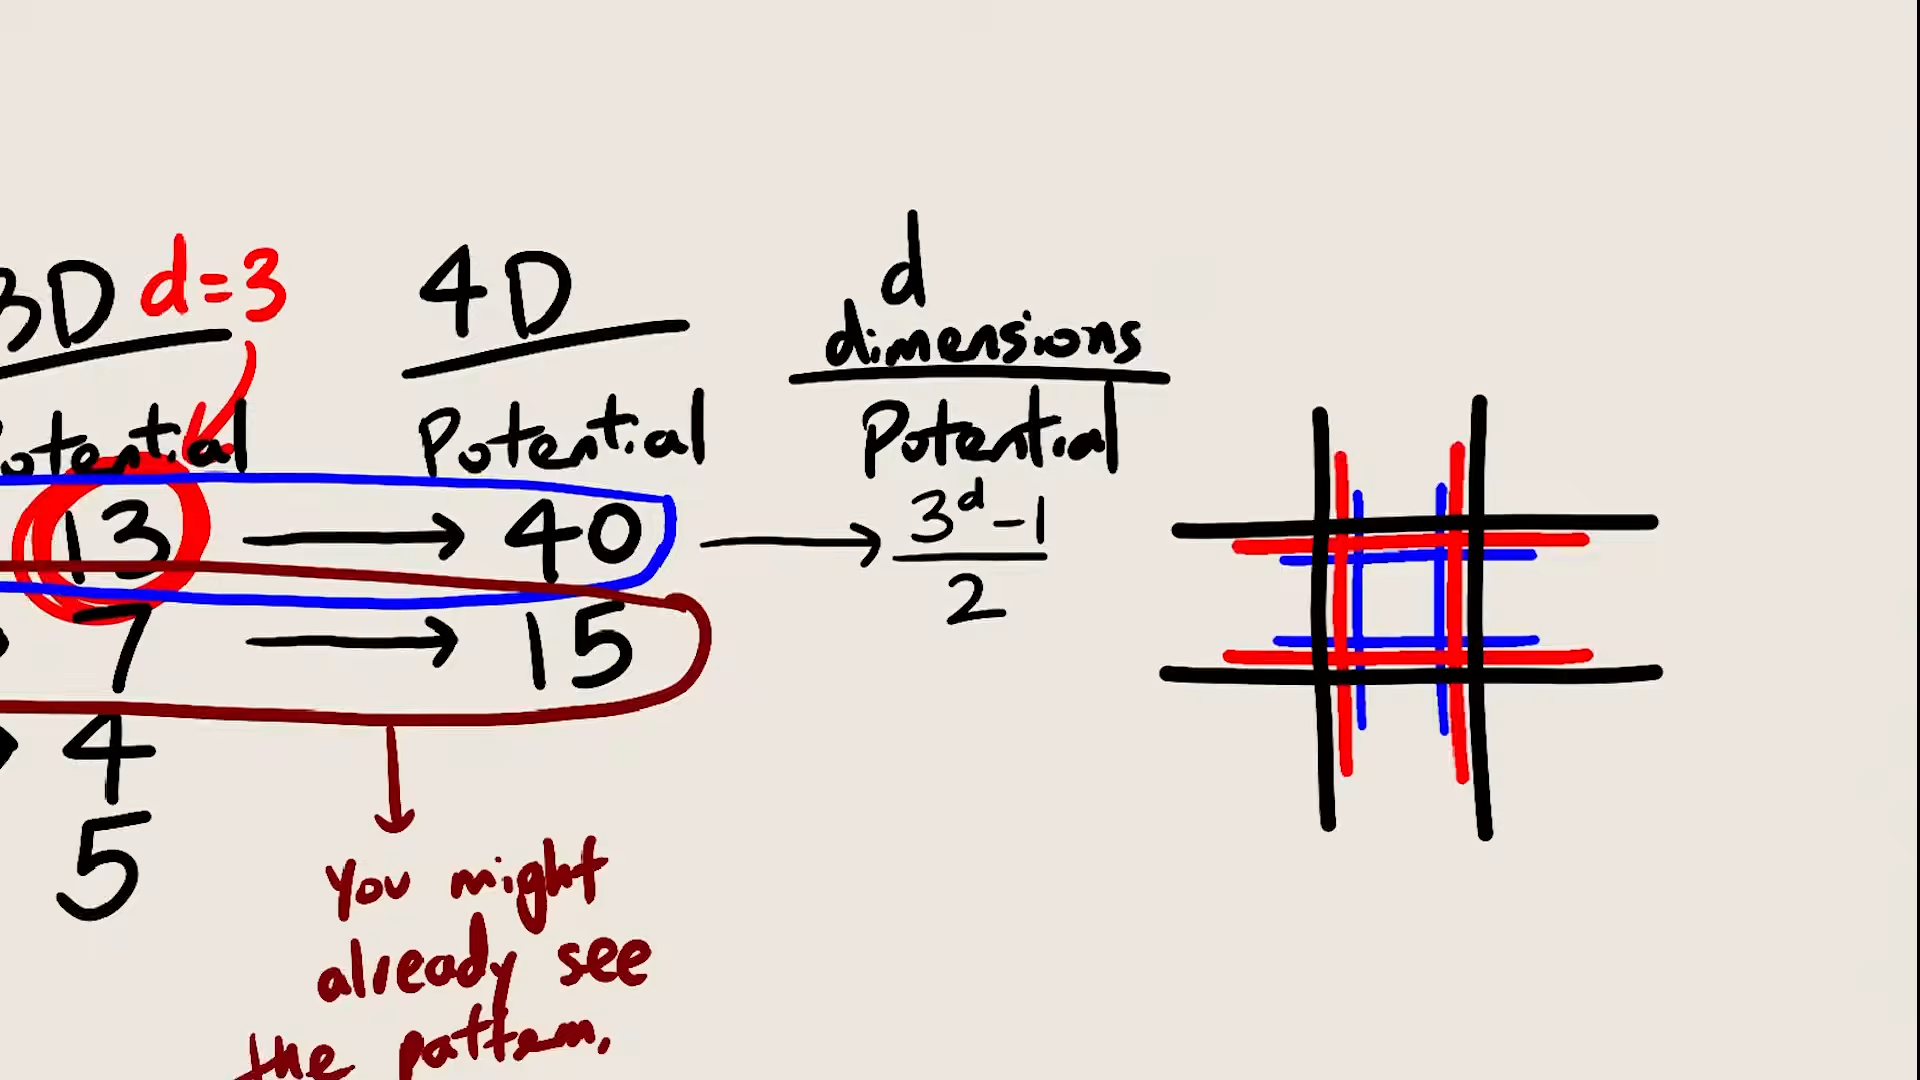 3D d=3 4D d
dimensions
Potential Potential Potential
13 → 40 → 3^d-1
2
7 → 15
4
5
You might
already see
the pattern.